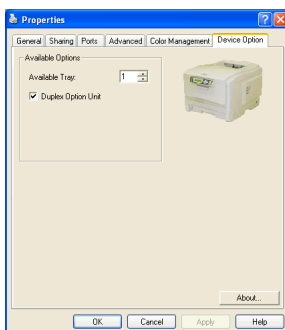 Properties
General Sharing Ports Advanced Color Management Device Option
Available Options
Available Tray: 1
Duplex Option Unit
About...
OK Cancel Apply Help